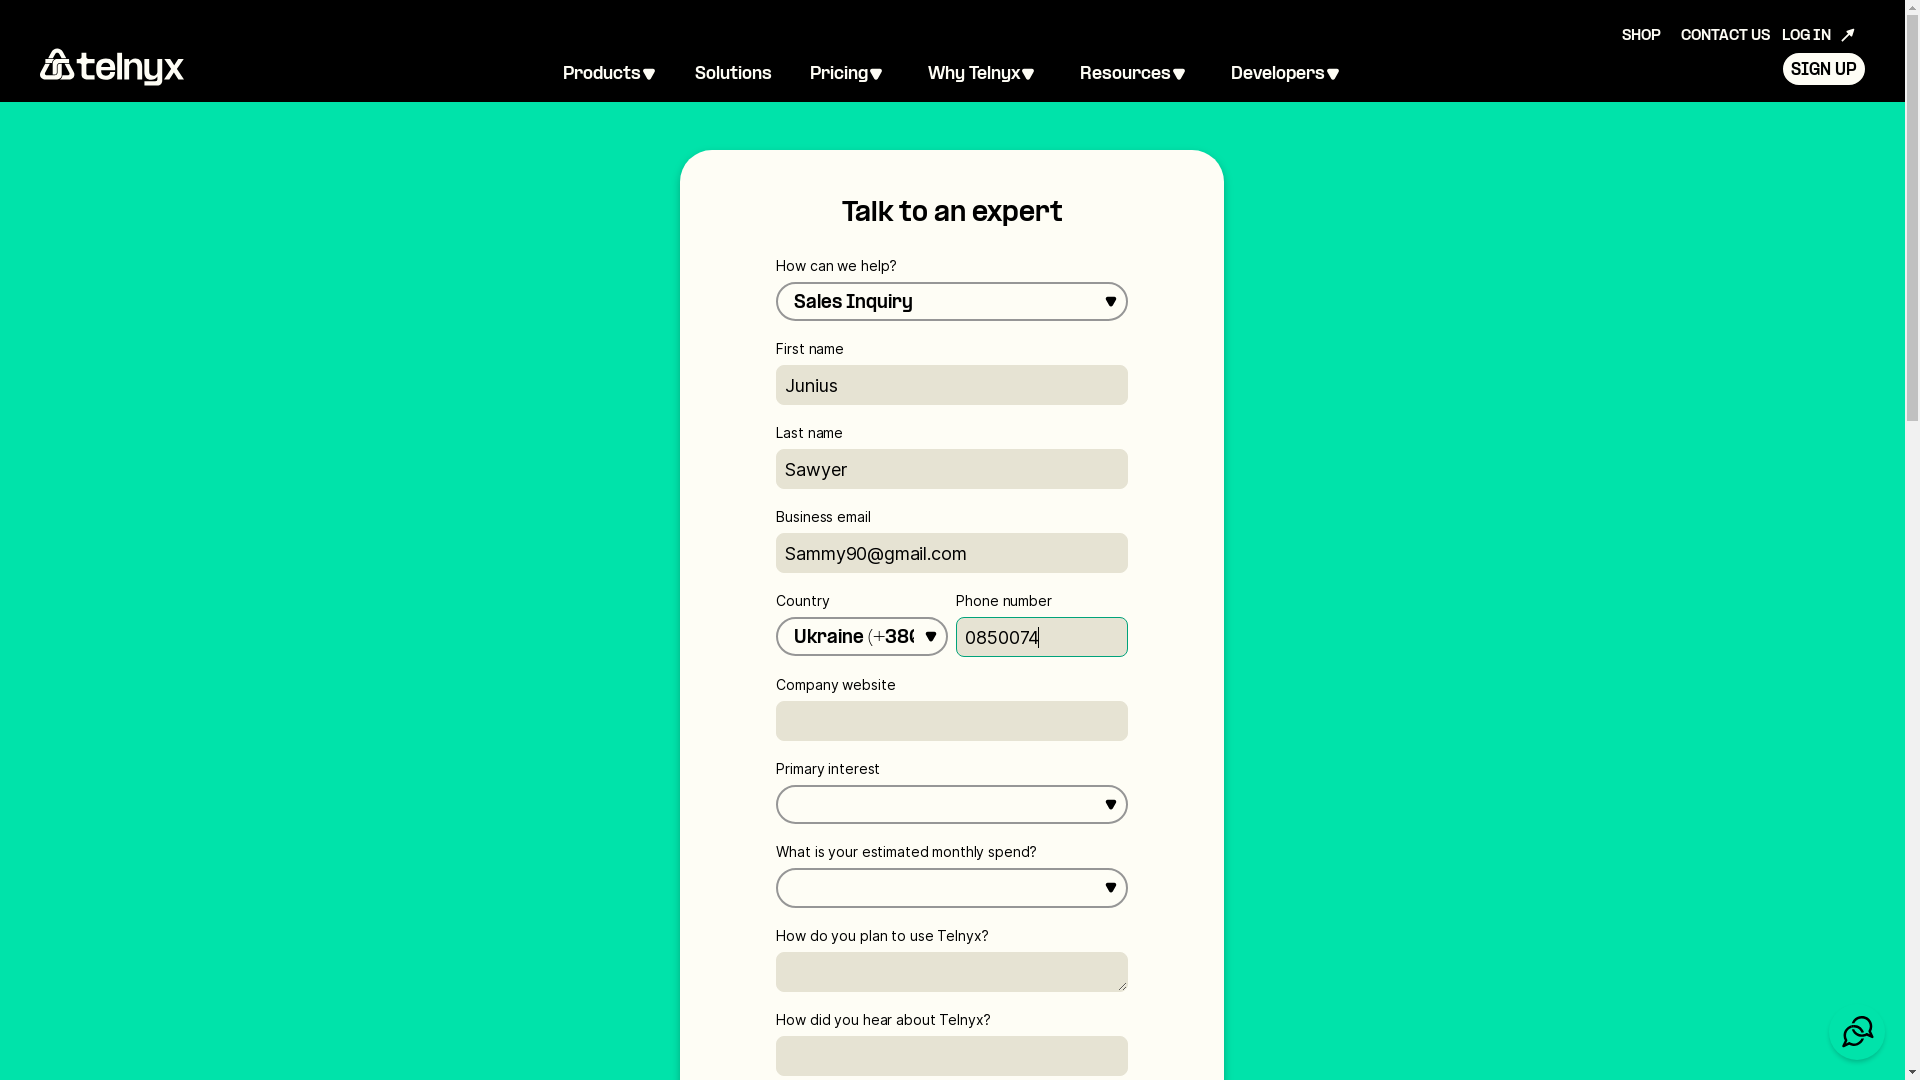 SHOP CONTACT US LOG IN
telnyx
Products Solutions Pricing Why Telnyx Resources Developers
SIGN UP
Talk to an expert
How can we help?
Sales Inquiry
First name
Junius
Last name
Sawyer
Business email
Sammy90@gmail.com
Country Phone number
Ukraine (+380 0850074
Company website
Primary interest
What is your estimated monthly spend?
How do you plan to use Telnyx?
How did you hear about Telnyx?